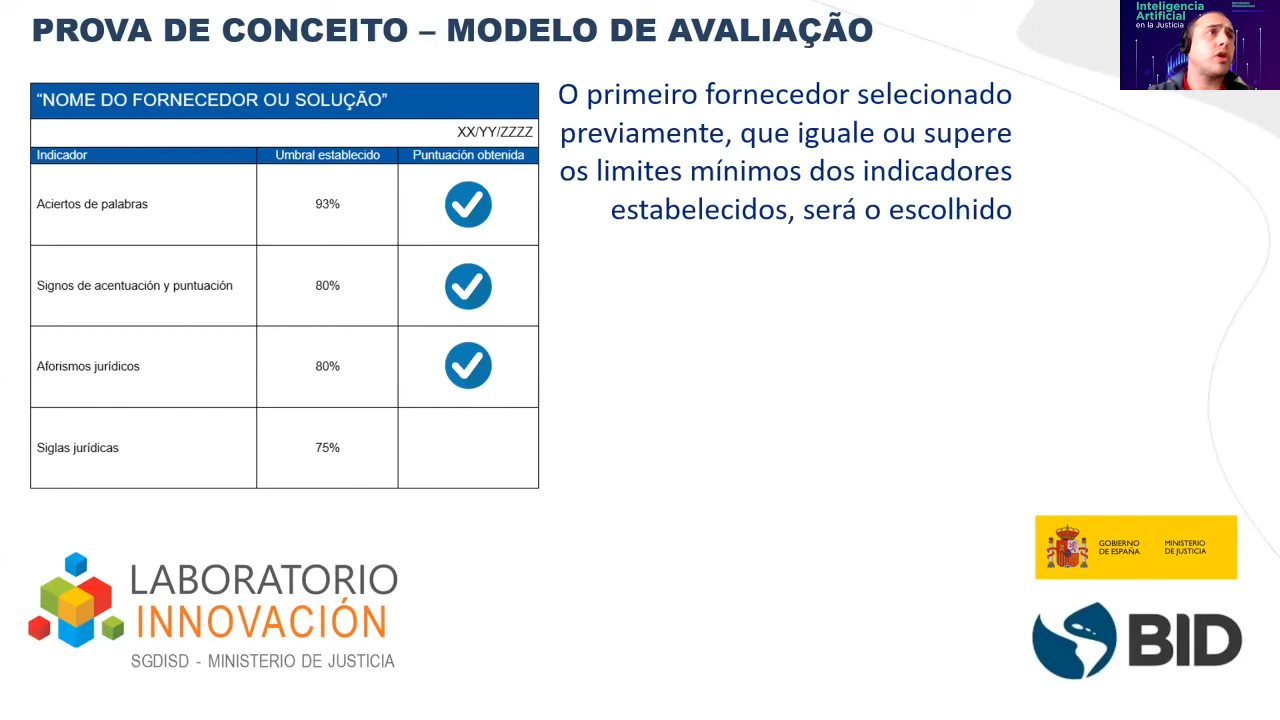 PROVA DE CONCEITO – MODELO DE AVALIAÇÃO
Inteligencia
Artificial
en la Justicia
“NOME DO FORNECEDOR OU SOLUÇÃO”
XX/YY/ZZZZ
Indicador Umbral establecido Puntuación obtenida
Aciertos de palabras 93%
Signos de acentuación y puntuación 80%
Aforismos jurídicos 80%
Siglas jurídicas 75%
O primeiro fornecedor selecionado
previamente, que iguale ou supere
os limites mínimos dos indicadores
estabelecidos, será o escolhido
LABORATORIO
INNOVACIÓN
SGDISD - MINISTERIO DE JUSTICIA
GOBIERNO MINISTERIO
DE ESPAÑA DE JUSTICIA
BID